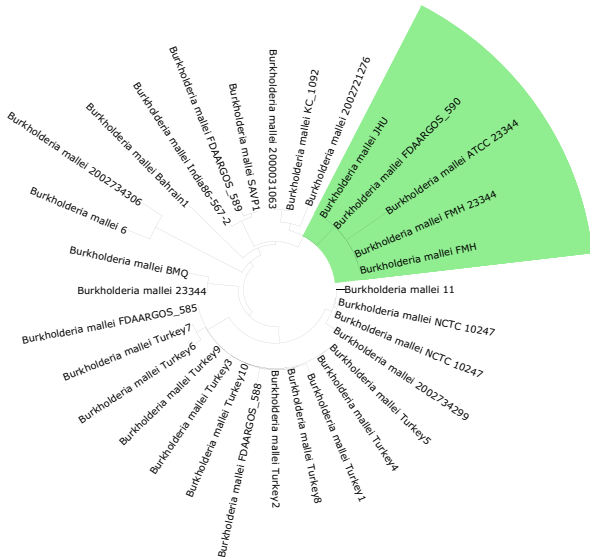 Burkholderia mallei JHU
Burkholderia mallei FDAARGOS_590
Burkholderia mallei ATCC 23344
Burkholderia mallei FMH 23344
Burkholderia mallei FMH
Burkholderia mallei 11
Burkholderia mallei NCTC 10247
Burkholderia mallei NCTC 10247
Burkholderia mallei 2002734299
Burkholderia mallei Turkey5
Burkholderia mallei Turkey4
Burkholderia mallei Turkey1
Burkholderia mallei Turkey8
Burkholderia mallei Turkey2
Burkholderia mallei FDAARGOS_588
Burkholderia mallei Turkey10
Burkholderia mallei Turkey3
Burkholderia mallei Turkey9
Burkholderia mallei Turkey6
Burkholderia mallei Turkey7
Burkholderia mallei FDAARGOS_585
Burkholderia mallei 23344
Burkholderia mallei BMQ
Burkholderia mallei 6
Burkholderia mallei 2002734306
Burkholderia mallei Bahrain1
Burkholderia mallei India86-567-2
Burkholderia mallei FDAARGOS_589
Burkholderia mallei SAVP1
Burkholderia mallei 2000031063
Burkholderia mallei KC_1092
Burkholderia mallei 2002721276